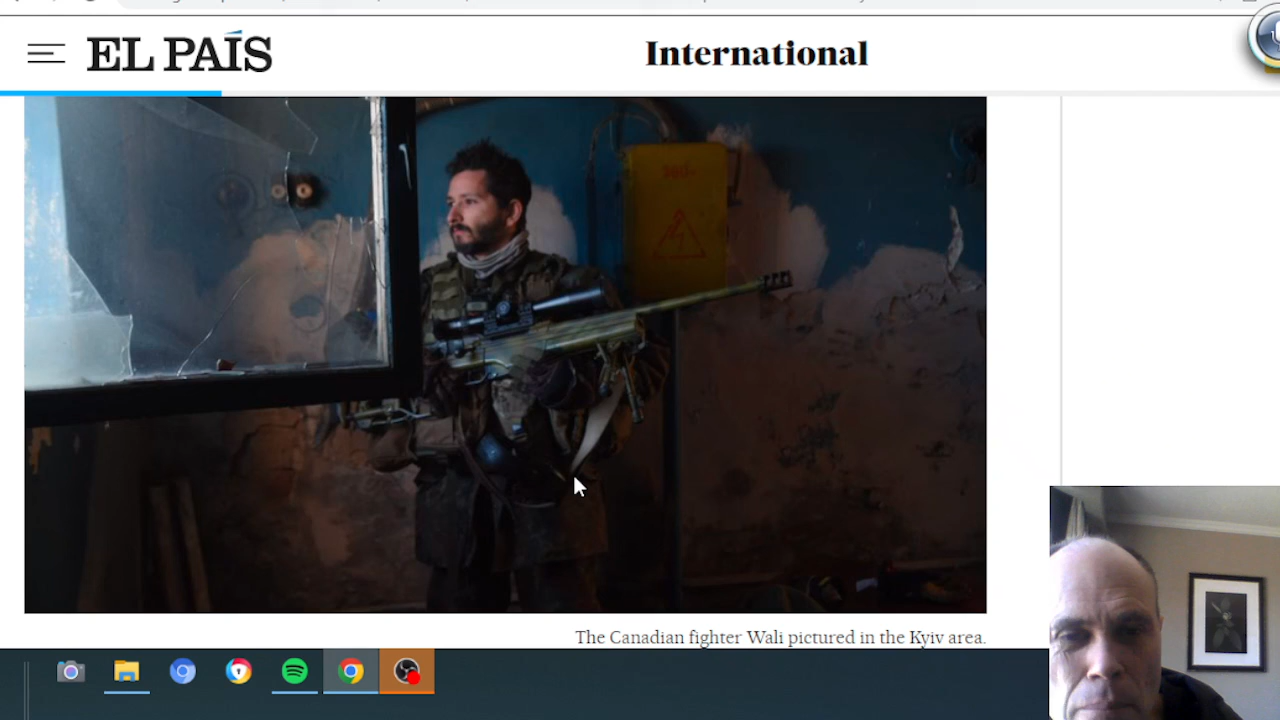 EL PAÍS
International
The Canadian fighter Wali pictured in the Kyiv area.